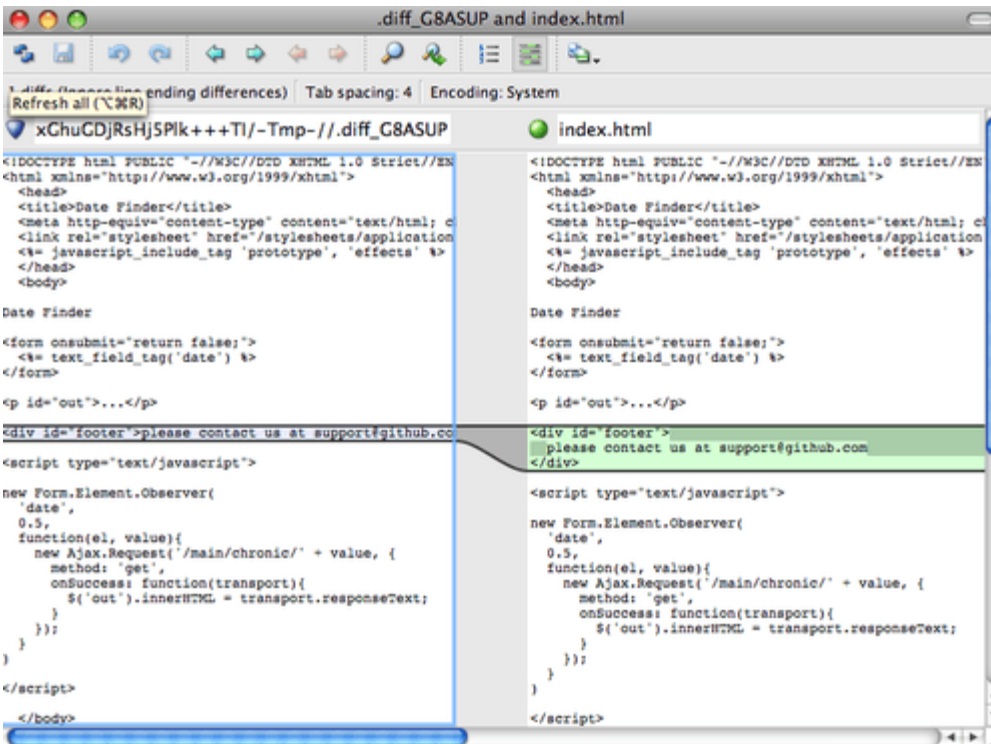 .diff_G8ASUP and index.html
1 diffs (Ignore line ending differences) Tab spacing: 4 Encoding: System
Refresh all (⌥⌘R)
xGhuGDjRsHj5Plk+++TI/-Tmp-//.diff_G8ASUP
<!DOCTYPE html PUBLIC "-//W3C//DTD XHTML 1.0 Strict//EN
<html xmlns="http://www.w3.org/1999/xhtml">
<head>
<title>Date Finder</title>
<meta http-equiv="content-type" content="text/html; c
<link rel="stylesheet" href="/stylesheets/application
<%= javascript_include_tag 'prototype', 'effects' %>
</head>
<body>
Date Finder
<form onsubmit="return false;">
<%= text_field_tag('date') %>
</form>
<p id="out">...</p>
<div id="footer">please contact us at support@github.co
<script type="text/javascript">
new Form.Element.Observer(
'date',
0.5,
function(el, value){
new Ajax.Request('/main/chronic/' + value, {
method: 'get',
onSuccess: function(transport){
$('out').innerHTML = transport.responseText;
}
});
}
)
</script>
</body>
index.html
<!DOCTYPE html PUBLIC "-//W3C//DTD XHTML 1.0 Strict//EN
<html xmlns="http://www.w3.org/1999/xhtml">
<head>
<title>Date Finder</title>
<meta http-equiv="content-type" content="text/html; c
<link rel="stylesheet" href="/stylesheets/application
<%= javascript_include_tag 'prototype', 'effects' %>
</head>
<body>
Date Finder
<form onsubmit="return false;">
<%= text_field_tag('date') %>
</form>
<p id="out">...</p>
<div id="footer">
please contact us at support@github.com
</div>
<script type="text/javascript">
new Form.Element.Observer(
'date',
0.5,
function(el, value){
new Ajax.Request('/main/chronic/' + value, {
method: 'get',
onSuccess: function(transport){
$('out').innerHTML = transport.responseText;
}
});
}
)
</script>